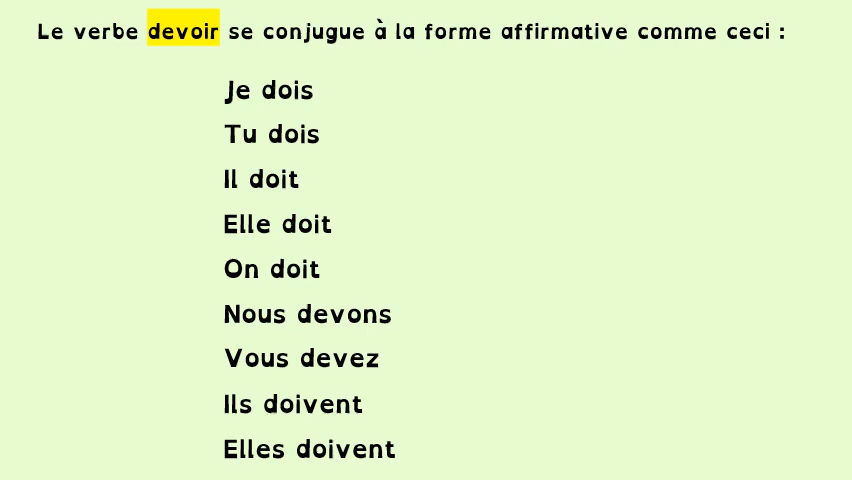 Le verbe devoir se conjugue à la forme affirmative comme ceci :
Je dois
Tu dois
Il doit
Elle doit
On doit
Nous devons
Vous devez
Ils doivent
Elles doivent